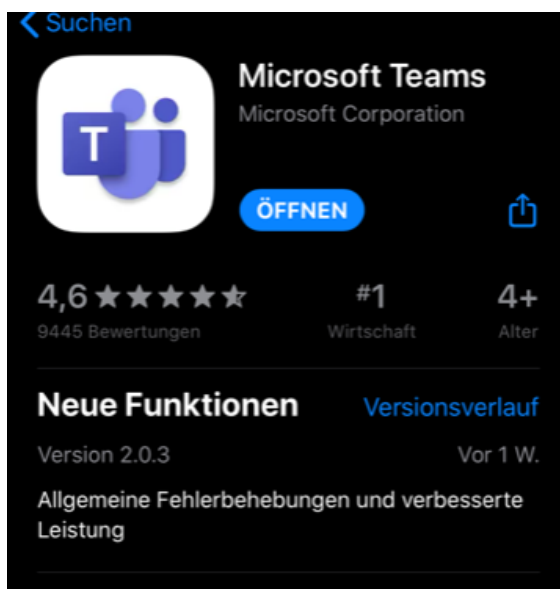 Suchen
Microsoft Teams
Microsoft Corporation
T
ÖFFNEN
4,6 #1 4+
9445 Bewertungen Wirtschaft Alter
Neue Funktionen Versionsverlauf
Version 2.0.3 Vor 1 W.
Allgemeine Fehlerbehebungen und verbesserte
Leistung